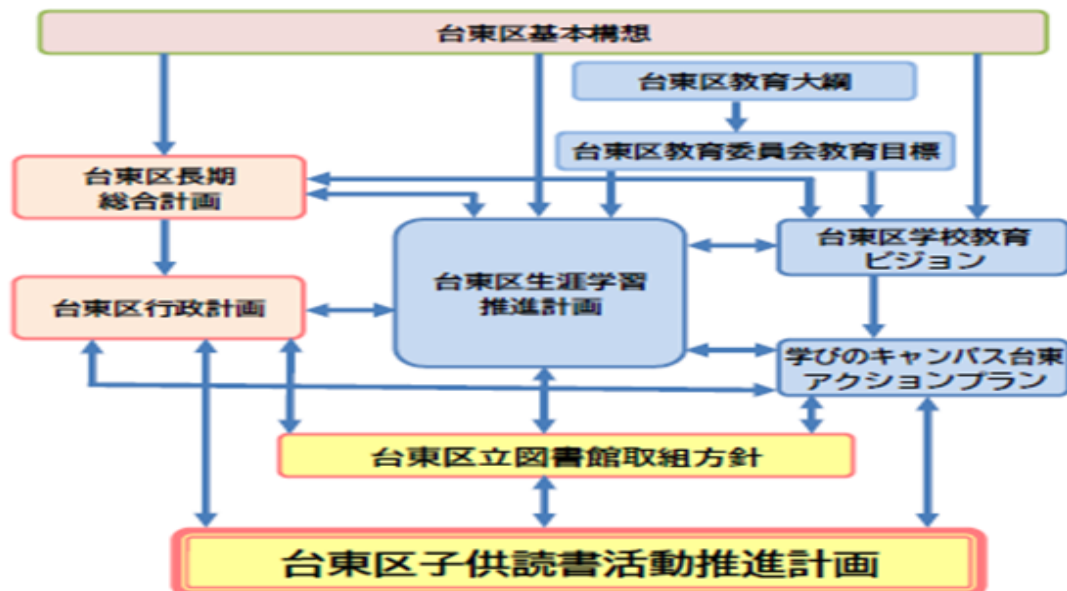 台東区基本構想
台東区教育大綱
台東区教育委員会教育目標
台東区長期
総合計画
台東区学校教育
ビジョン
台東区生涯学習
推進計画
台東区行政計画
学びのキャンバス台東
アクションプラン
台東区立図書館取組方針
台東区子供読書活動推進計画